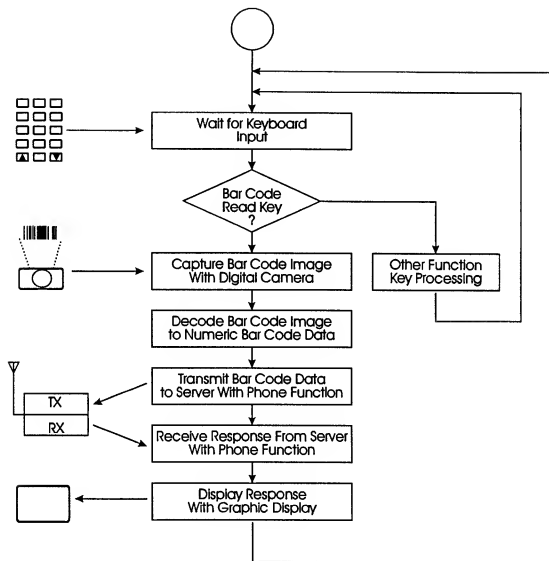 Wait for Keyboard
Input
Bar Code
Read Key
?
Capture Bar Code Image
With Digital Camera
Other Function
Key Processing
Decode Bar Code Image
to Numeric Bar Code Data
Transmit Bar Code Data
to Server With Phone Function
TX
RX
Receive Response From Server
With Phone Function
Display Response
With Graphic Display